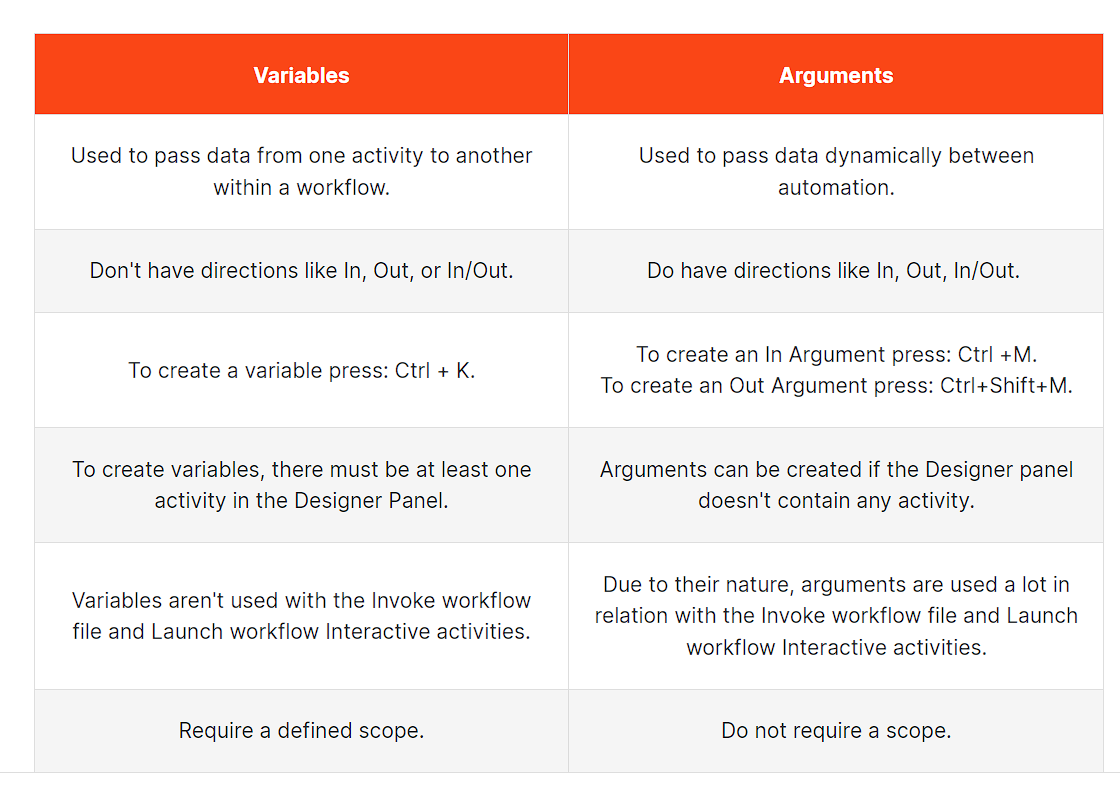 Variables
Arguments
Used to pass data from one activity to another
within a workflow.
Used to pass data dynamically between
automation.
Don't have directions like In, Out, or In/Out.
Do have directions like In, Out, In/Out.
To create a variable press: Ctrl + K.
To create an In Argument press: Ctrl +M.
To create an Out Argument press: Ctrl+Shift+M.
To create variables, there must be at least one
activity in the Designer Panel.
Arguments can be created if the Designer panel
doesn't contain any activity.
Variables aren't used with the Invoke workflow
file and Launch workflow Interactive activities.
Due to their nature, arguments are used a lot in
relation with the Invoke workflow file and Launch
workflow Interactive activities.
Require a defined scope.
Do not require a scope.